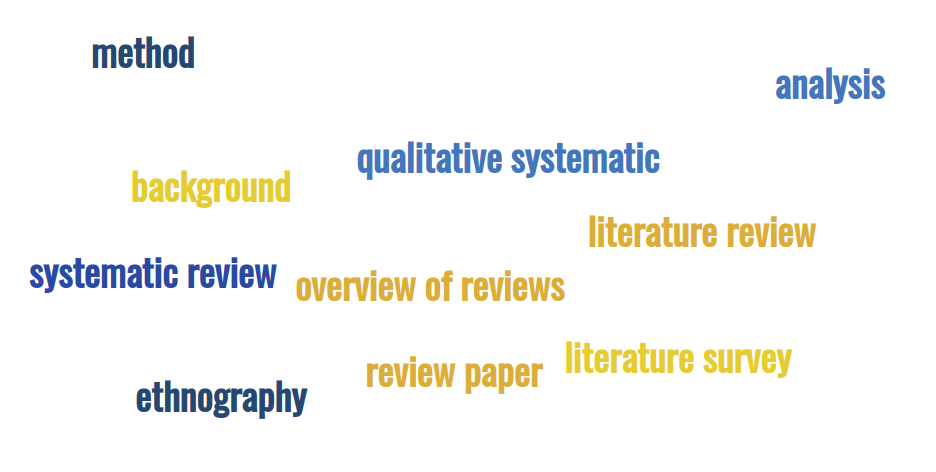 method
analysis
qualitative systematic
background
literature review
systematic review
overview of reviews
literature survey
review paper
ethnography